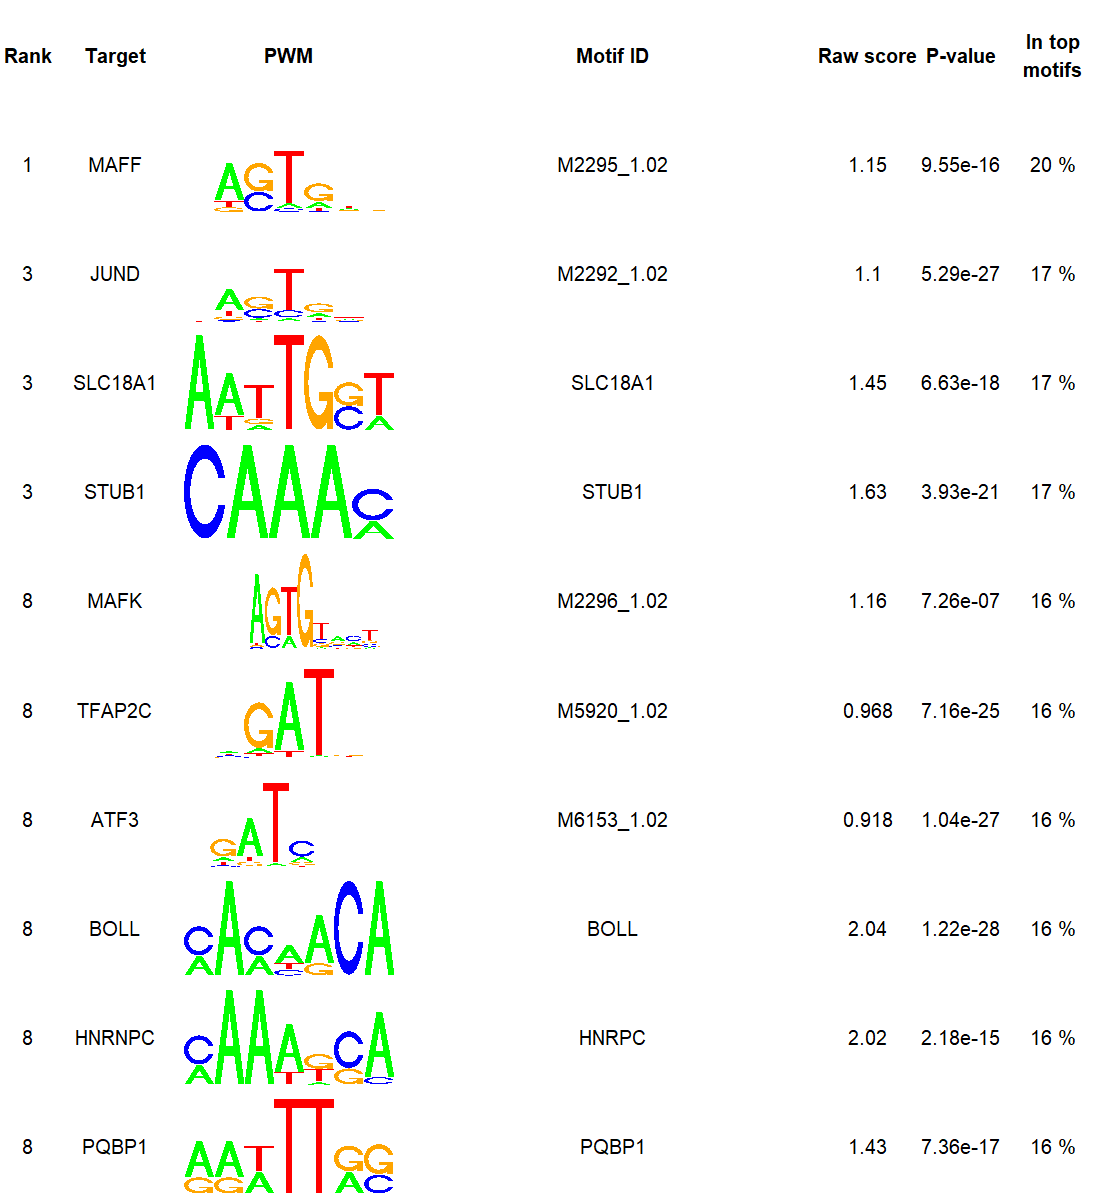 Rank Target PWM Motif ID Raw score P-value In top motifs
1 MAFF M2295_1.02 1.15 9.55e-16 20 %
3 JUND M2292_1.02 1.1 5.29e-27 17 %
3 SLC18A1 SLC18A1 1.45 6.63e-18 17 %
3 STUB1 STUB1 1.63 3.93e-21 17 %
8 MAFK M2296_1.02 1.16 7.26e-07 16 %
8 TFAP2C M5920_1.02 0.968 7.16e-25 16 %
8 ATF3 M6153_1.02 0.918 1.04e-27 16 %
8 BOLL BOLL 2.04 1.22e-28 16 %
8 HNRNPC HNRPC 2.02 2.18e-15 16 %
8 PQBP1 PQBP1 1.43 7.36e-17 16 %